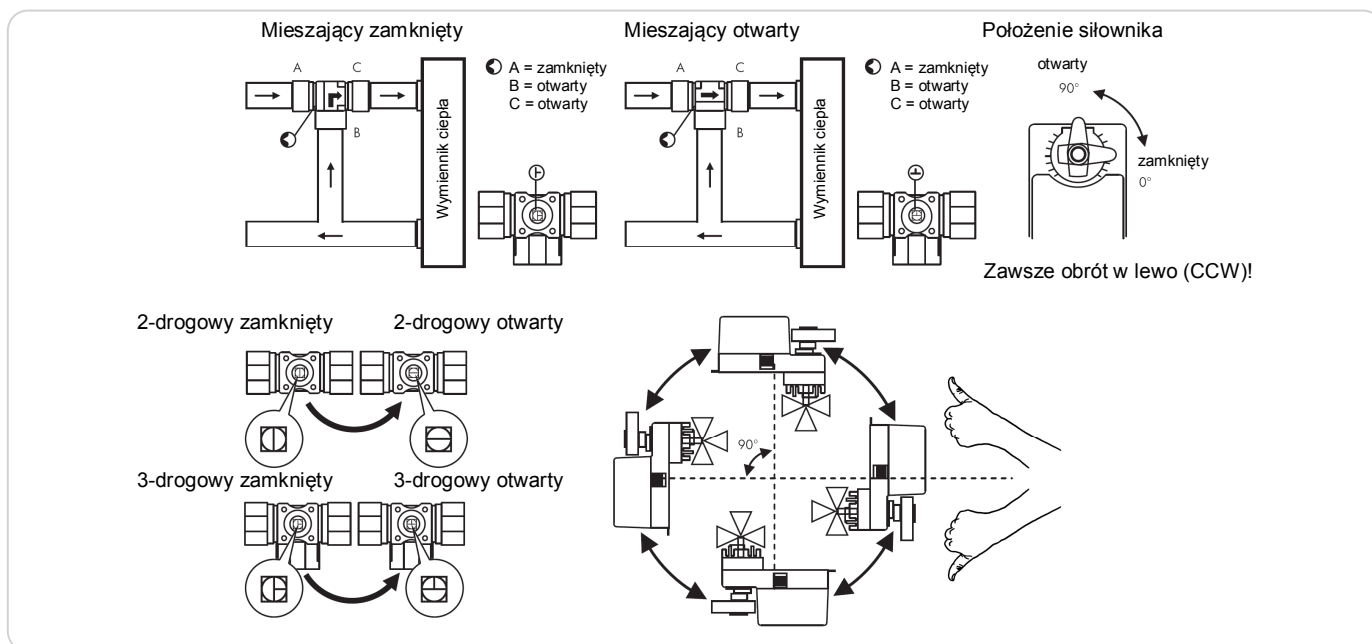 Mieszający zamknięty
A
C
B
Wymiennik ciepła
A = zamknięty
B = otwarty
C = otwarty
Mieszający otwarty
A
C
B
Wymiennik ciepła
A = zamknięty
B = otwarty
C = otwarty
Położenie siłownika
otwarty
90°
zamknięty
0°
Zawsze obrót w lewo (CCW)!
2-drogowy zamknięty
2-drogowy otwarty
3-drogowy zamknięty
3-drogowy otwarty
90°